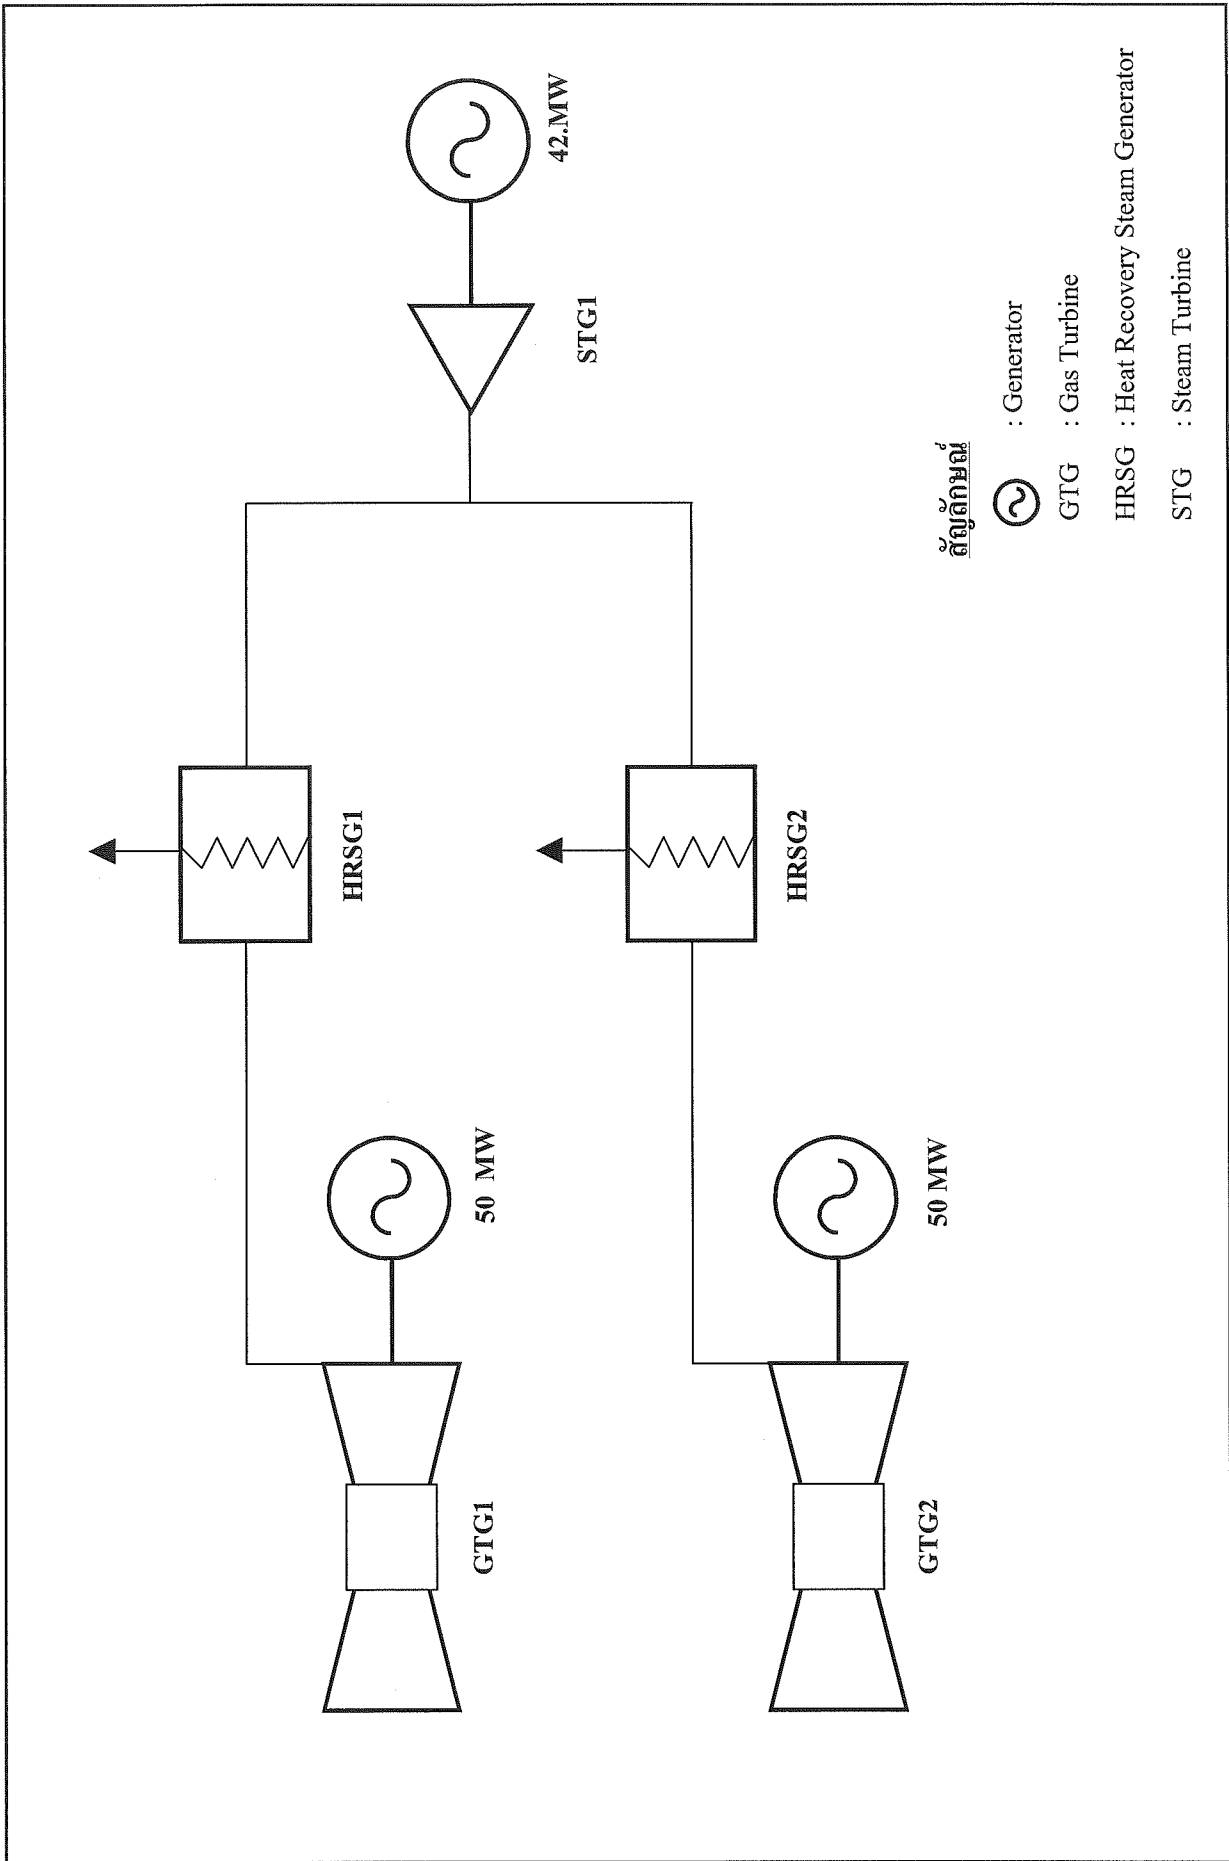 HRSG1
50 MW
GTG1
42.MW
STG1
HRSG2
50 MW
GTG2
สัญลักษณ์
: Generator
GTG : Gas Turbine
HRSG : Heat Recovery Steam Generator
STG : Steam Turbine